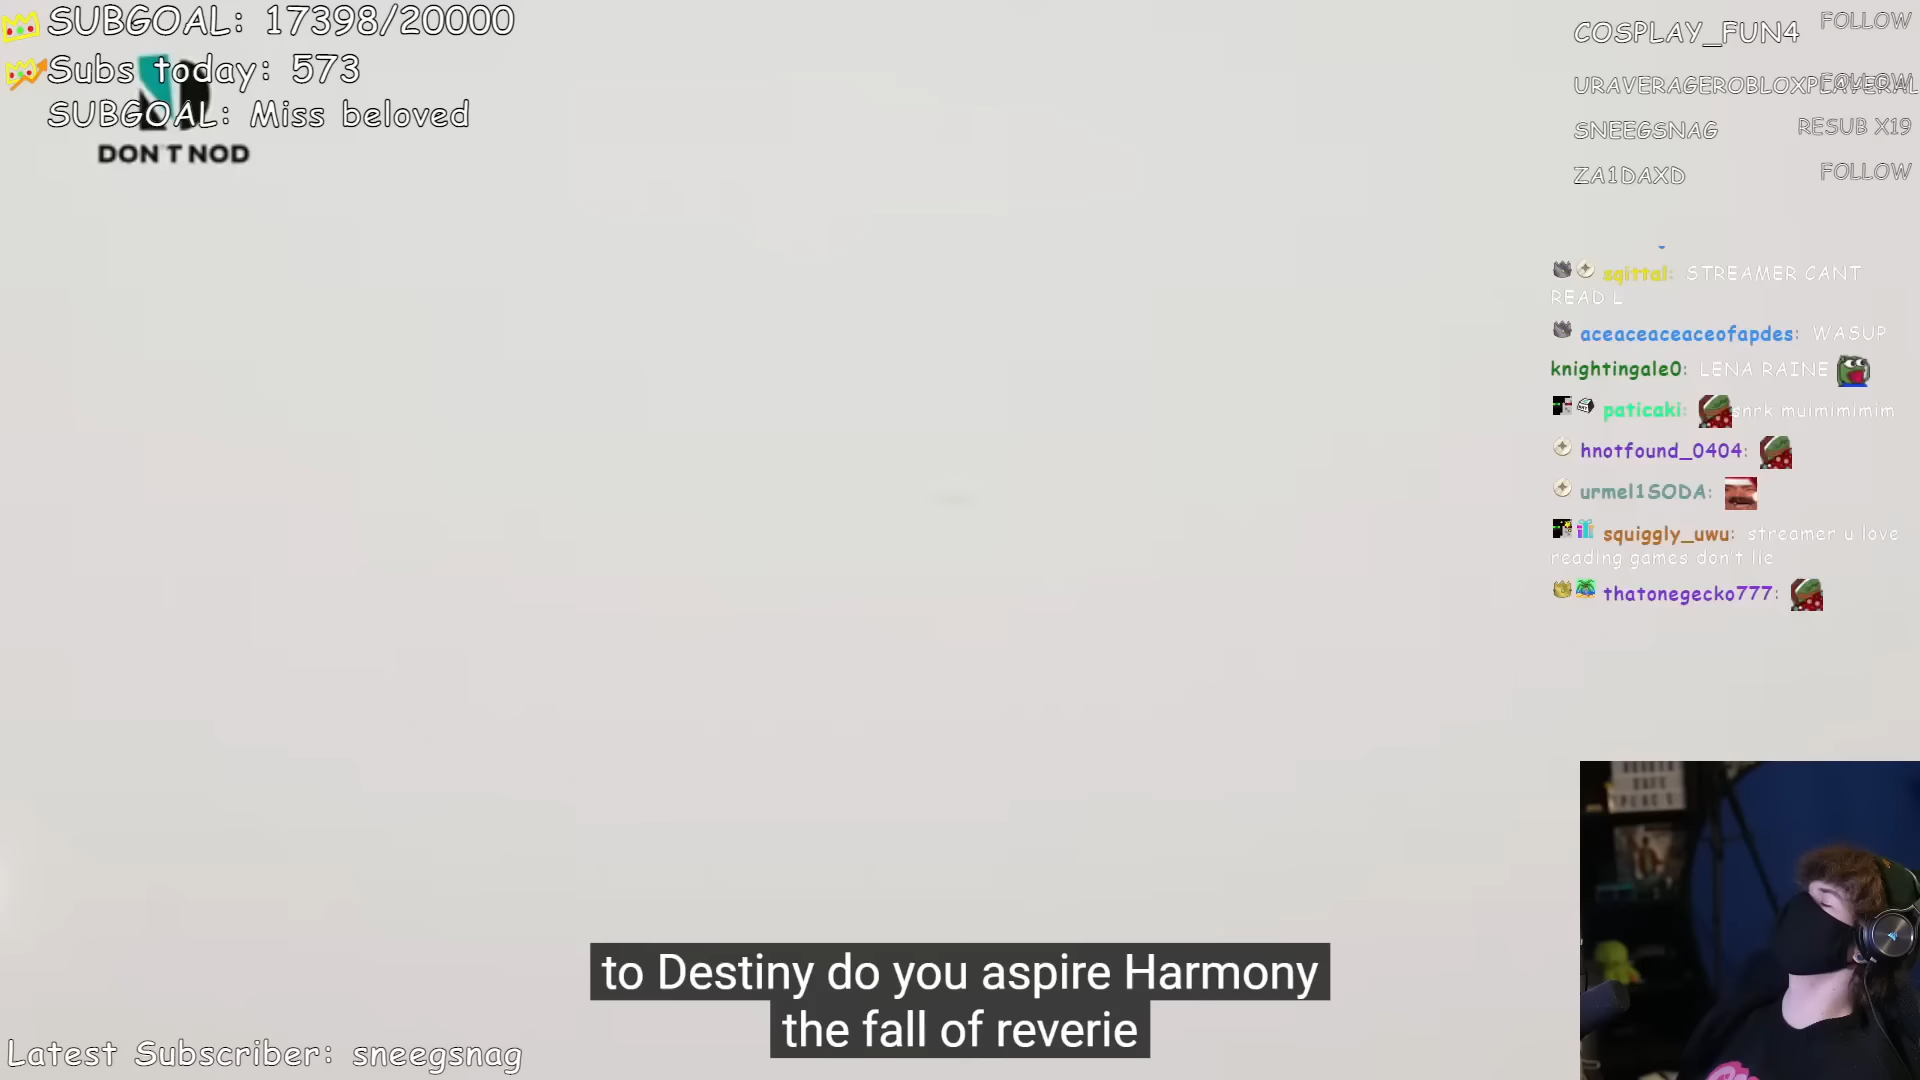 SUBGOAL: 17398/20000
Subs today: 573
SUBGOAL: Miss beloved
DON'T NOD
COSPLAY_FUN4 FOLLOW
FOLLOW
SNEEGSNAG RESUB X19
ZA1DAXD FOLLOW
sqittal: STREAMER CANT
READ L
aceaceaceaceofapdes: WASUP
knightingale0: LENA RAINE
paticaki: snrk muimimimim
hnotfound_0404:
urmel1SODA:
squiggly_uwu: streamer u love
reading games don't lie
thatonegecko777:
to Destiny do you aspire Harmony
the fall of reverie
Latest Subscriber: sneegsnag